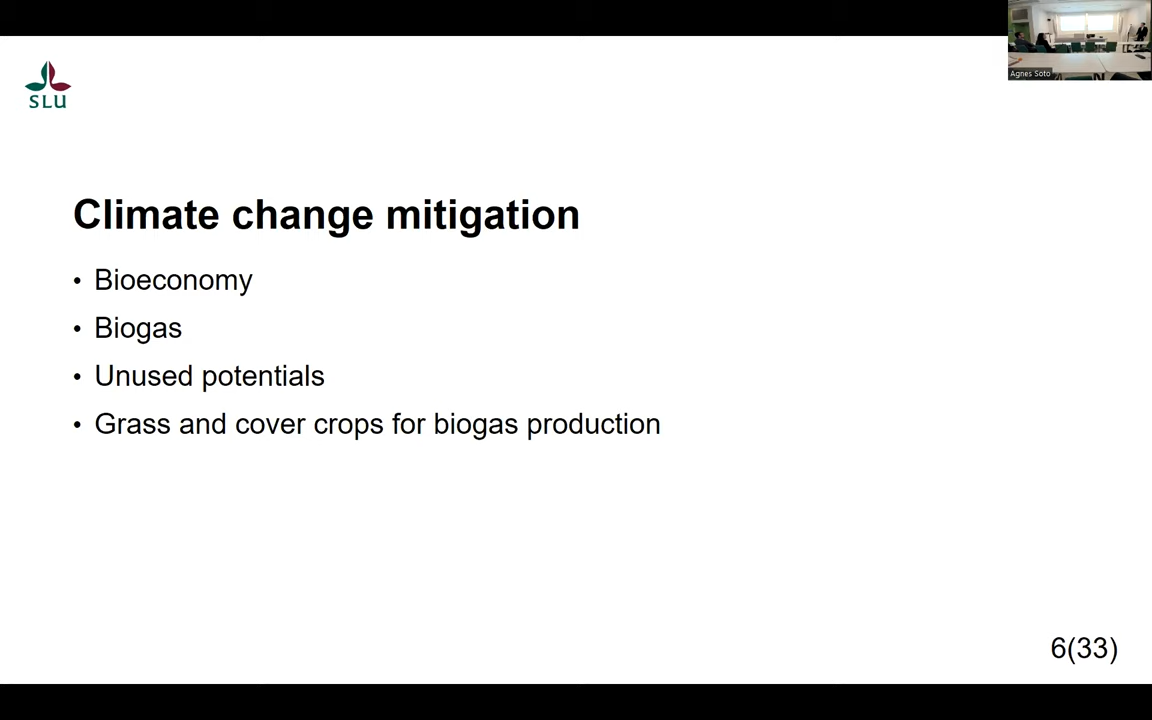 Agnes Soto
SLU
Climate change mitigation
• Bioeconomy
• Biogas
• Unused potentials
• Grass and cover crops for biogas production
6(33)